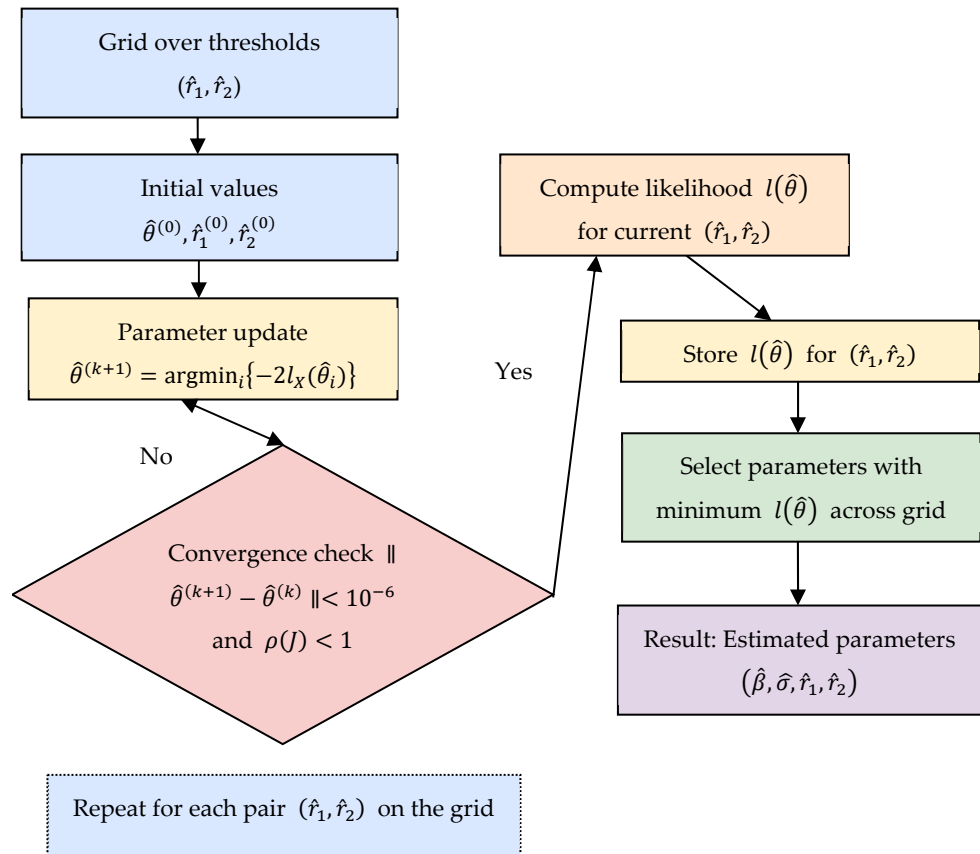 Grid over thresholds
(r̂₁, r̂₂)
Initial values
θ̂⁽⁰⁾, r̂₁⁽⁰⁾, r̂₂⁽⁰⁾
Parameter update
θ̂⁽ᵏ⁺¹⁾ = argminᵢ{−2l_X(θ̂ᵢ)}
No
Convergence check ∥
θ̂⁽ᵏ⁺¹⁾ − θ̂⁽ᵏ⁾ ∥< 10⁻⁶
and ρ(J) < 1
Repeat for each pair (r̂₁, r̂₂) on the grid
Yes
Compute likelihood l(θ̂)
for current (r̂₁, r̂₂)
Store l(θ̂) for (r̂₁, r̂₂)
Select parameters with
minimum l(θ̂) across grid
Result: Estimated parameters
(β̂, σ̂, r̂₁, r̂₂)